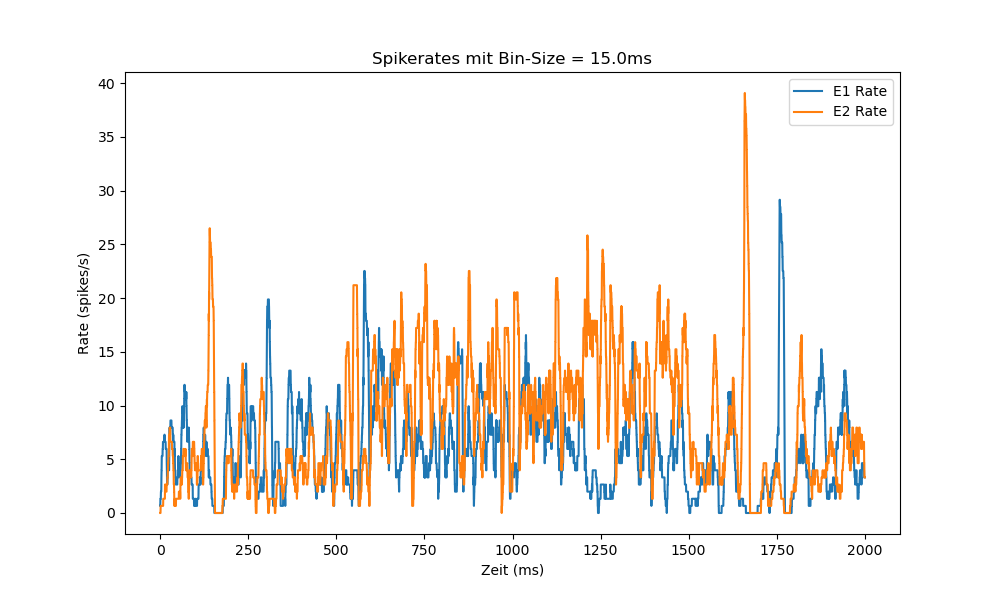 Spikerates mit Bin-Size = 15.0ms
E1 Rate
E2 Rate
Rate (spikes/s)
40
35
30
25
20
15
10
5
0
0 250 500 750 1000 1250 1500 1750 2000
Zeit (ms)